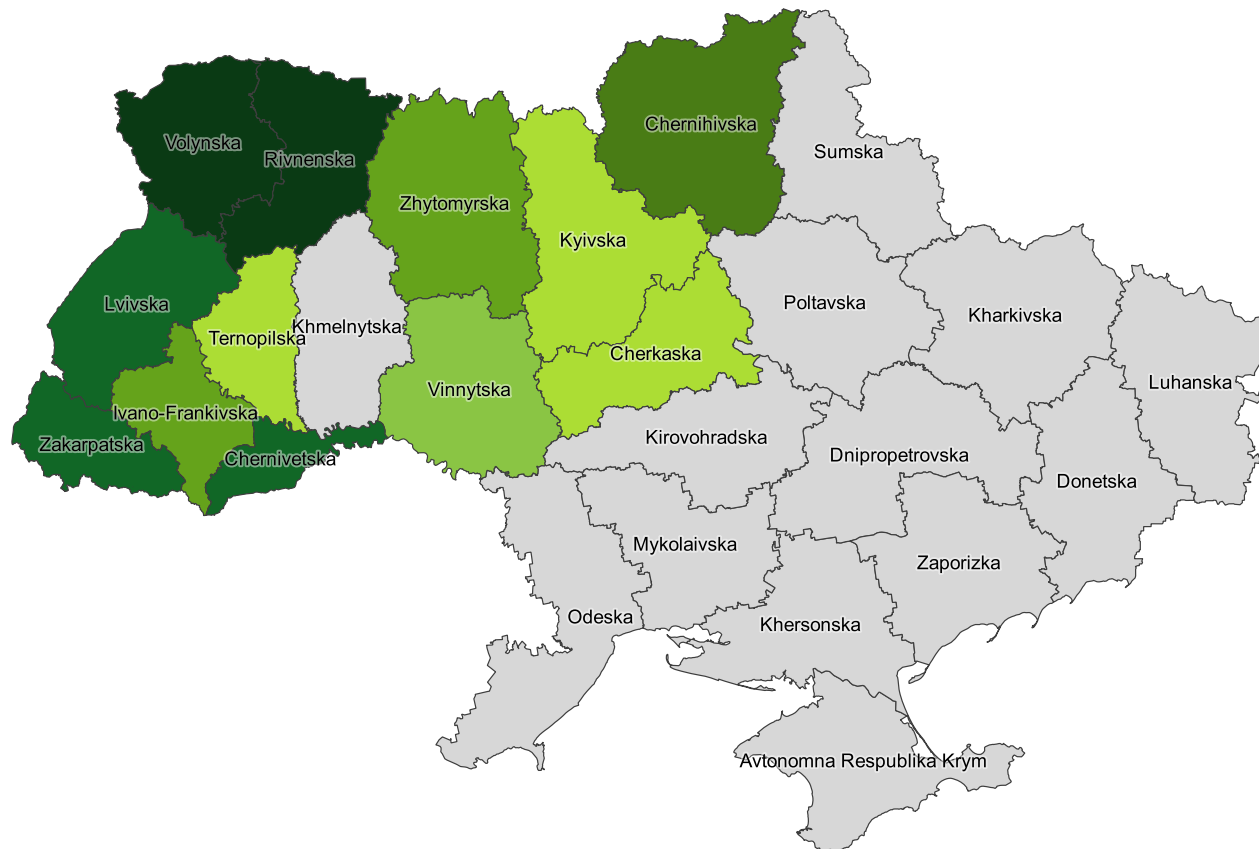 Chernihivska
Volynska
Sumska
Rivnenska
Zhytomyrska
Kyivska
Lvivska
Poltavska
Kharkivska
Khmelnytska
Ternopilska
Cherkaska
Luhanska
Vinnytska
Ivano-Frankivska
Kirovohradska
Zakarpatska
Chernivetska
Dnipropetrovska
Donetska
Mykolaivska
Zaporizka
Odeska
Khersonska
Avtonomna Respublika Krym